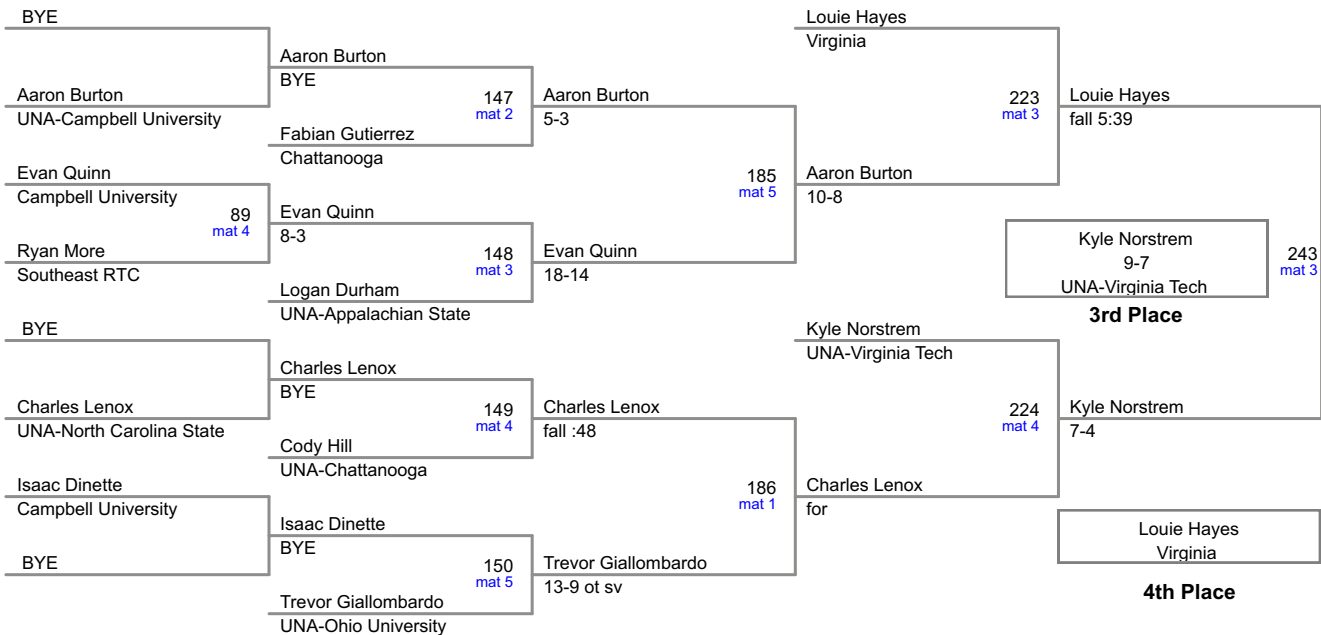 BYE
Aaron Burton
UNA-Campbell University
Evan Quinn
Campbell University
89
mat 4
Ryan More
Southeast RTC
BYE
Charles Lenox
UNA-North Carolina State
Isaac Dinette
Campbell University
BYE
Aaron Burton
BYE
147
mat 2
Fabian Gutierrez
Chattanooga
Evan Quinn
8-3
148
mat 3
Logan Durham
UNA-Appalachian State
Charles Lenox
BYE
149
mat 4
Cody Hill
UNA-Chattanooga
Isaac Dinette
BYE
150
mat 5
Trevor Giallombardo
UNA-Ohio University
Aaron Burton
5-3
185
mat 5
Evan Quinn
18-14
Charles Lenox
fall :48
186
mat 1
Trevor Giallombardo
13-9 ot sv
Louie Hayes
Virginia
223
mat 3
Aaron Burton
10-8
Kyle Norstrem
UNA-Virginia Tech
224
mat 4
Charles Lenox
for
Louie Hayes
fall 5:39
Kyle Norstrem
9-7
UNA-Virginia Tech
243
mat 3
3rd Place
Kyle Norstrem
7-4
Louie Hayes
Virginia
4th Place